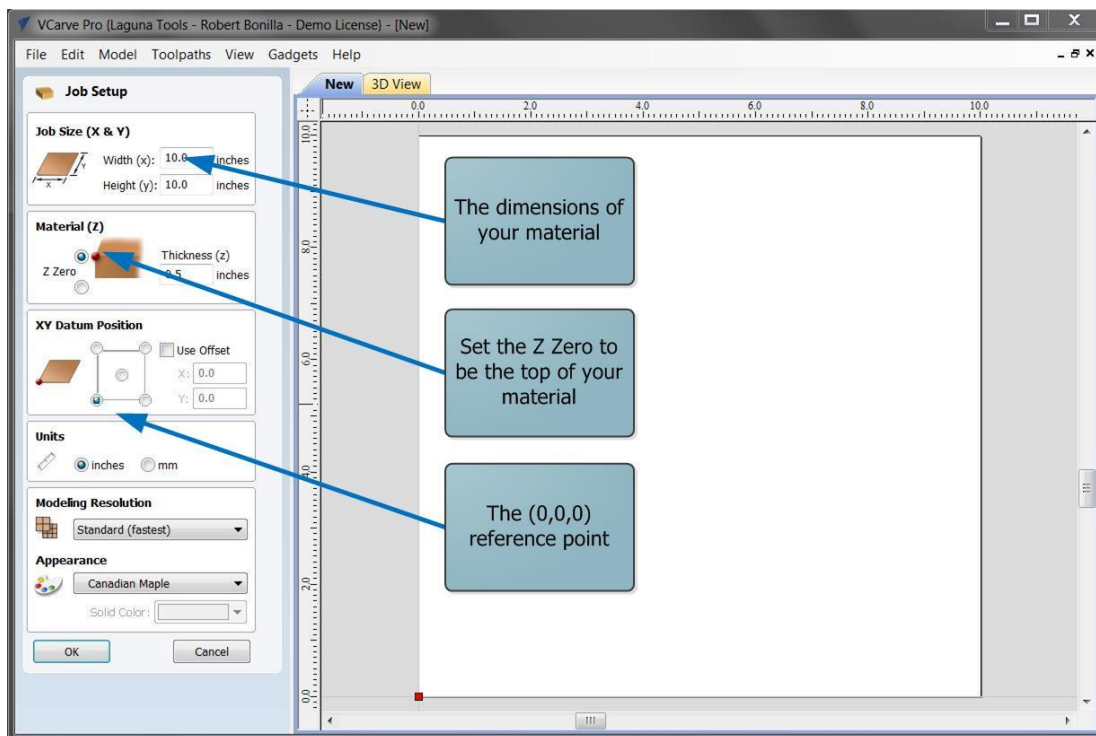 VCarve Pro {Laguna Tools - Robert Bonilla - Demo License} - [New]
File Edit Model Toolpaths View Gadgets Help
Job Setup
Job Size (X & Y)
Y
X
Width (x): 10.0 inches
Height (y): 10.0 inches
Material (Z)
Z Zero
Thickness (z)
0.5 inches
XY Datum Position
Use Offset
X: 0.0
Y: 0.0
Units
inches mm
Modeling Resolution
Standard (fastest)
Appearance
Canadian Maple
Solid Color:
OK Cancel
New 3D View
0.0 2.0 4.0 6.0 8.0 10.0
10.0
8.0
6.0
4.0
2.0
0.0
The dimensions of
your material
Set the Z Zero to
be the top of your
material
The (0,0,0)
reference point